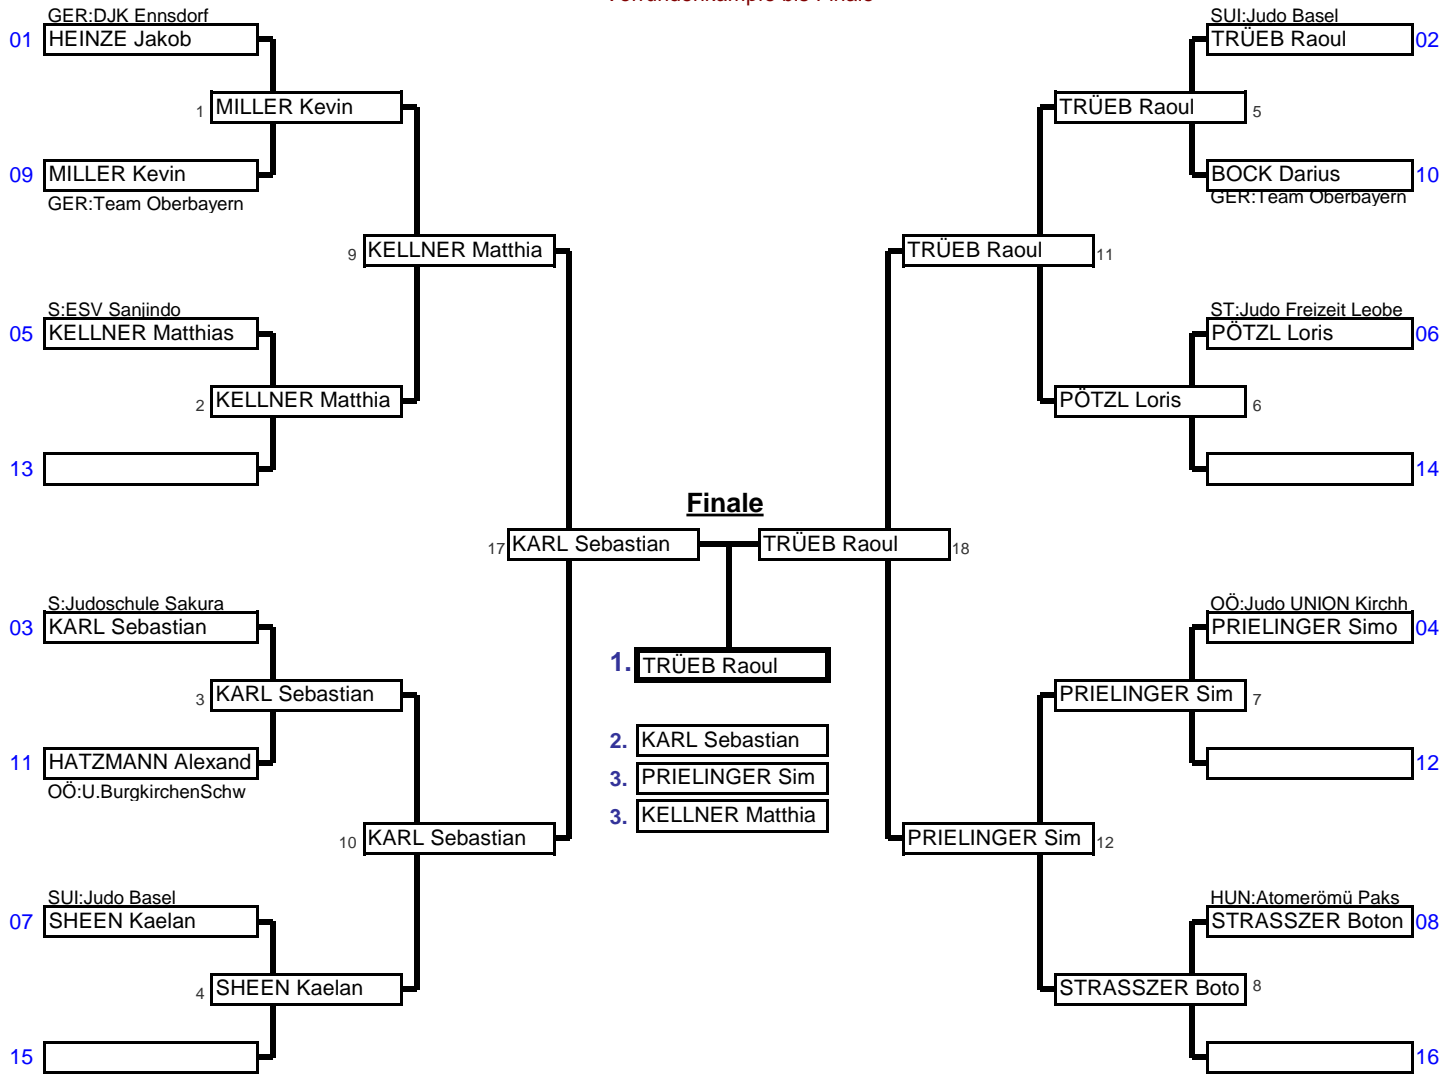 GER:DJK Ennsdorf
01 HEINZE Jakob
1 MILLER Kevin
09 MILLER Kevin
GER:Team Oberbayern
9 KELLNER Matthia
S:ESV Sanjindo
05 KELLNER Matthias
2 KELLNER Matthia
13
17 KARL Sebastian
S:Judoschule Sakura
03 KARL Sebastian
3 KARL Sebastian
11 HATZMANN Alexand
OÖ:U.BurgkirchenSchw
10 KARL Sebastian
SUI:Judo Basel
07 SHEEN Kaelan
4 SHEEN Kaelan
15
Finale
1. TRÜEB Raoul
2. KARL Sebastian
3. PRIELINGER Sim
3. KELLNER Matthia
SUI:Judo Basel
TRÜEB Raoul 02
TRÜEB Raoul 5
BOCK Darius 10
GER:Team Oberbayern
TRÜEB Raoul 11
ST:Judo Freizeit Leobe
PÖTZL Loris 06
PÖTZL Loris 6
14
TRÜEB Raoul 18
OÖ:Judo UNION Kirchh
PRIELINGER Simo 04
PRIELINGER Sim 7
12
PRIELINGER Sim 12
HUN:Atomerömü Paks
STRASSZER Boton 08
STRASSZER Boto 8
16